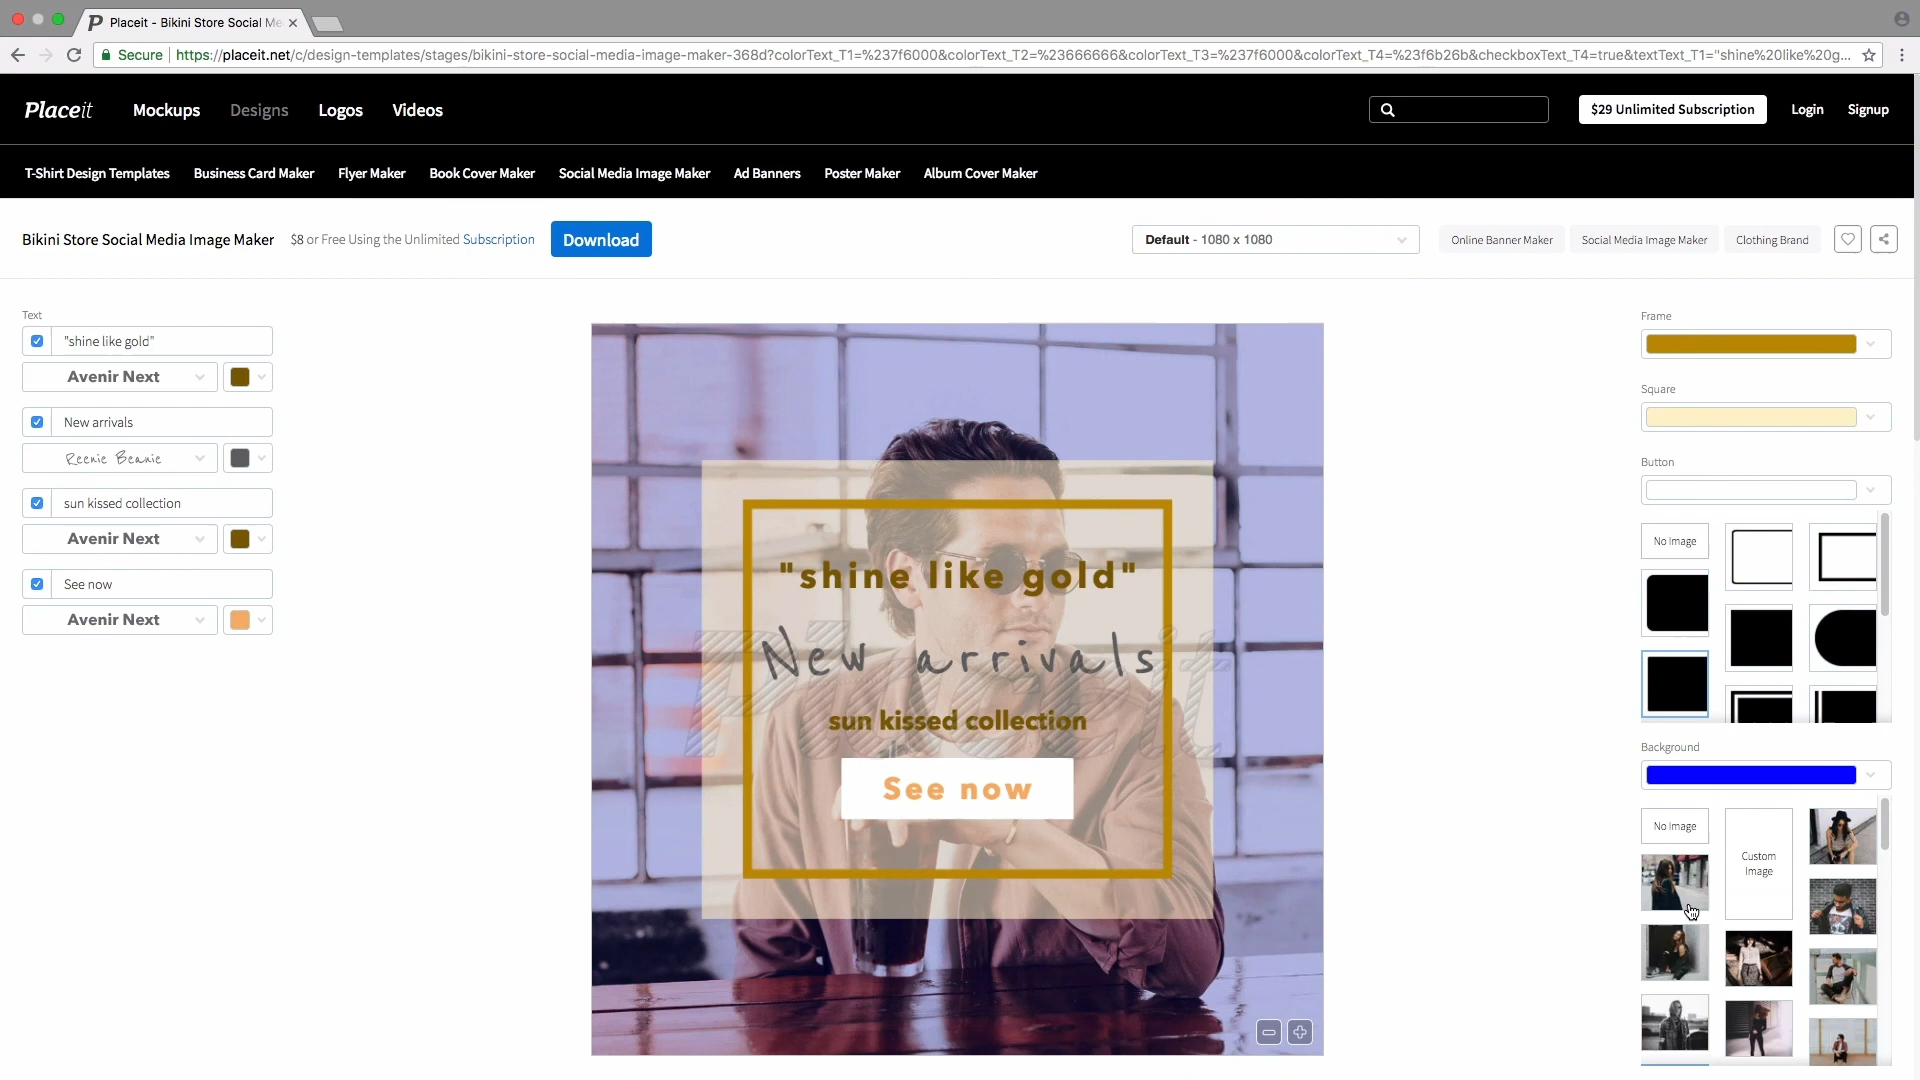 Placeit - Bikini Store Social Me
Secure https://placeit.net/c/design-templates/stages/bikini-store-social-media-image-maker-368d?colorText_T1=%237f6000&colorText_T2=%23666666&colorText_T3=%237f6000&colorText_T4=%23f6b26b&checkboxText_T4=true&textText_T1="shine%20like%20g...
Placeit Mockups Designs Logos Videos $29 Unlimited Subscription Login Signup
T-Shirt Design Templates Business Card Maker Flyer Maker Book Cover Maker Social Media Image Maker Ad Banners Poster Maker Album Cover Maker
Bikini Store Social Media Image Maker $8 or Free Using the Unlimited Subscription Download Default - 1080 x 1080 Online Banner Maker Social Media Image Maker Clothing Brand
Text
"shine like gold"
Avenir Next
New arrivals
Reenie Beanie
sun kissed collection
Avenir Next
See now
Avenir Next
"shine like gold"
New arrivals
Placeit
sun kissed collection
See now
Frame
Square
Button
No Image
Background
No Image
Custom
Image